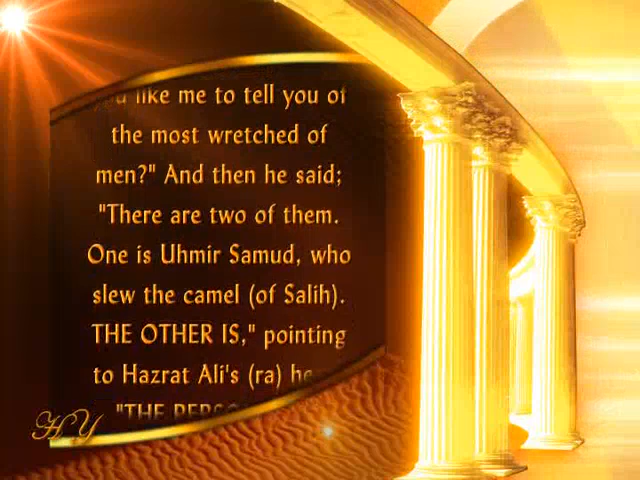 you like me to tell you of
the most wretched of
men?" And then he said;
"There are two of them.
One is Uhmir Samud, who
slew the camel (of Salih).
THE OTHER IS," pointing
to Hazrat Ali's (ra)
"THE
HY